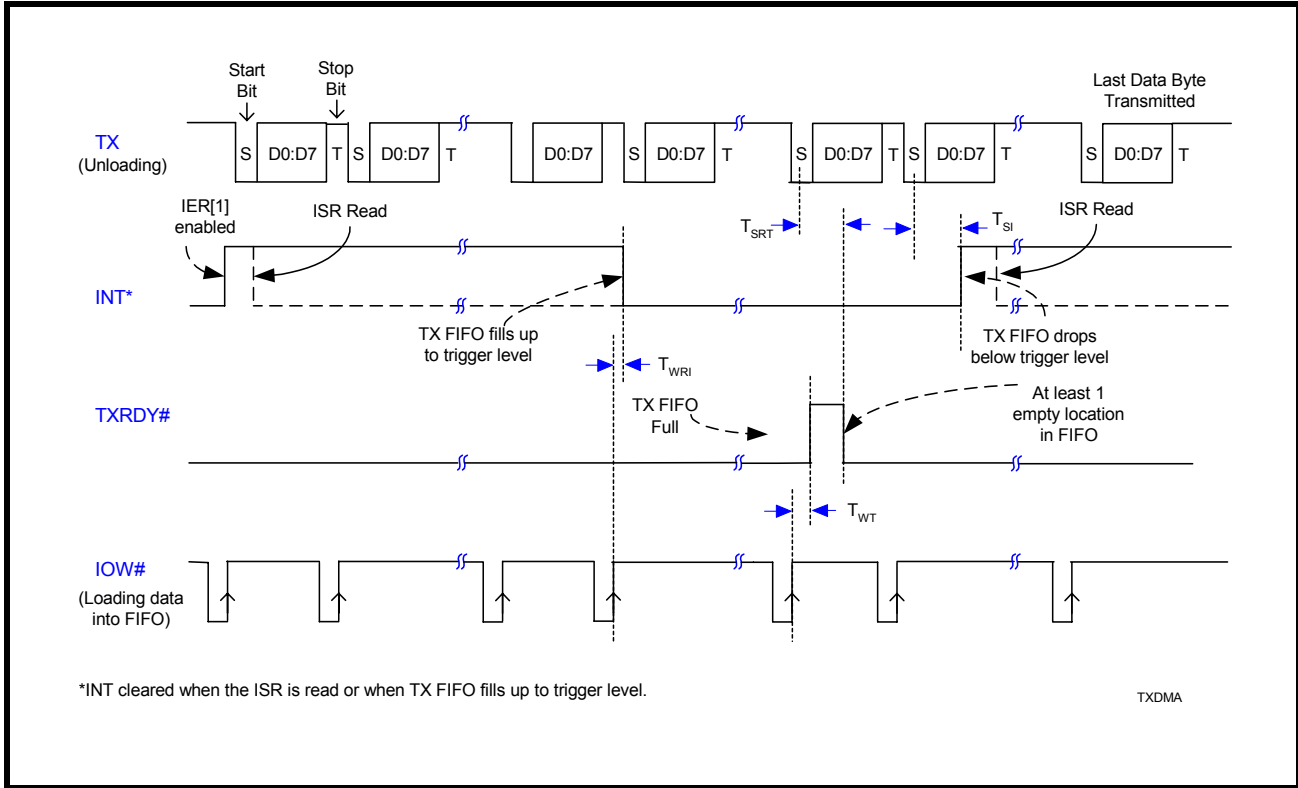 Start
Bit
Stop
Bit
Last Data Byte
Transmitted
TX
(Unloading)
S
D0:D7
T
S
D0:D7
T
D0:D7
S
D0:D7
T
S
D0:D7
T
S
D0:D7
T
S
D0:D7
T
IER[1]
enabled
ISR Read
TSRT
TSI
ISR Read
INT*
TX FIFO fills up
to trigger level
TX FIFO drops
below trigger level
TWRI
TXRDY#
TX FIFO
Full
At least 1
empty location
in FIFO
TWT
IOW#
(Loading data
into FIFO)
*INT cleared when the ISR is read or when TX FIFO fills up to trigger level.
TXDMA